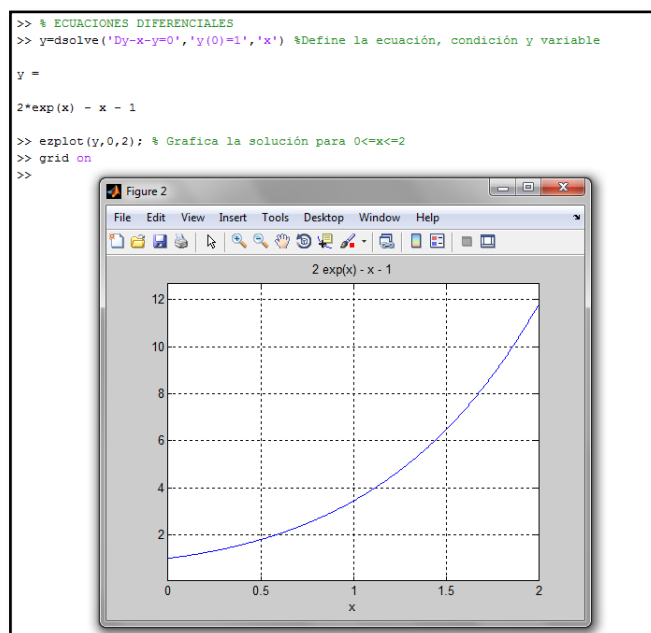 >> % ECUACIONES DIFERENCIALES
>> y=dsolve('Dy-x-y=0','y(0)=1','x') %Define la ecuación, condición y variable
y =
2*exp(x) - x - 1
>> ezplot(y,0,2); % Grafica la solución para 0<=x<=2
>> grid on
>>
Figure 2
File Edit View Insert Tools Desktop Window Help
2 exp(x) - x - 1
12
10
8
6
4
2
0 0.5 1 1.5 2
x